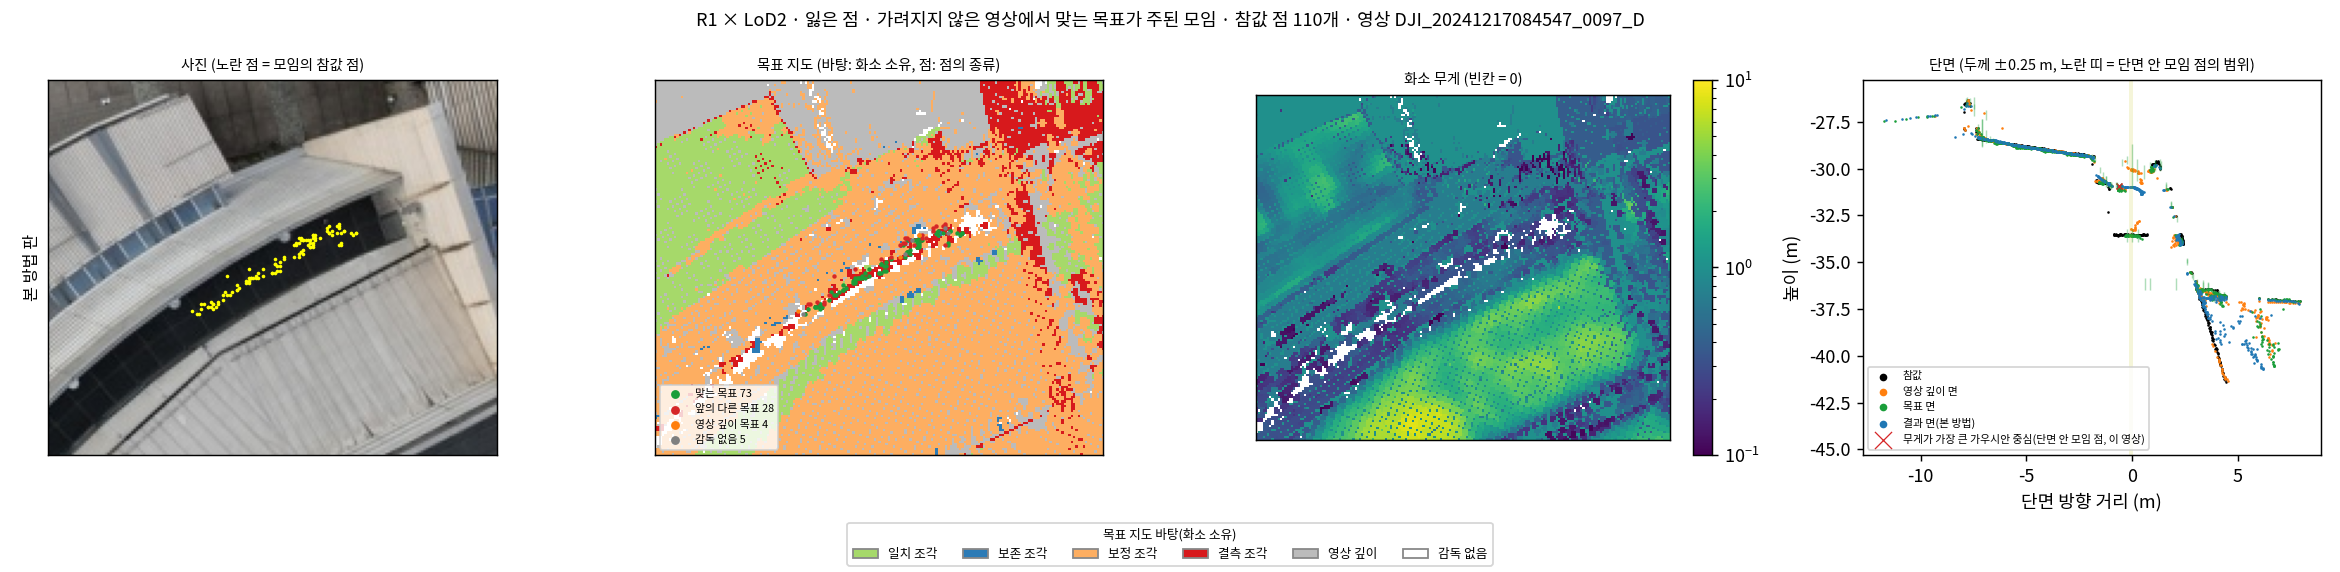 R1 × LoD2 · 잃은 점 · 가려지지 않은 영상에서 맞는 목표가 주된 모임 · 참값 점 110개 · 영상 DJI_20241217084547_0097_D
사진 (노란 점 = 모임의 참값 점)
목표 지도 (바탕: 화소 소유, 점: 점의 종류)
화소 무게 (빈칸 = 0)
단면 (두께 ±0.25 m, 노란 띠 = 단면 안 모임 점의 범위)
본 방법 판
맞는 목표 73
앞의 다른 목표 28
영상 깊이 목표 4
감독 없음 5
10¹
10⁰
10⁻¹
높이 (m)
-27.5
-30.0
-32.5
-35.0
-37.5
-40.0
-42.5
-45.0
참값
영상 깊이 면
목표 면
결과 면(본 방법)
무게가 가장 큰 가우시안 중심(단면 안 모임 점, 이 영상)
-10 -5 0 5
단면 방향 거리 (m)
목표 지도 바탕(화소 소유)
일치 조각 보존 조각 보정 조각 결측 조각 영상 깊이 감독 없음